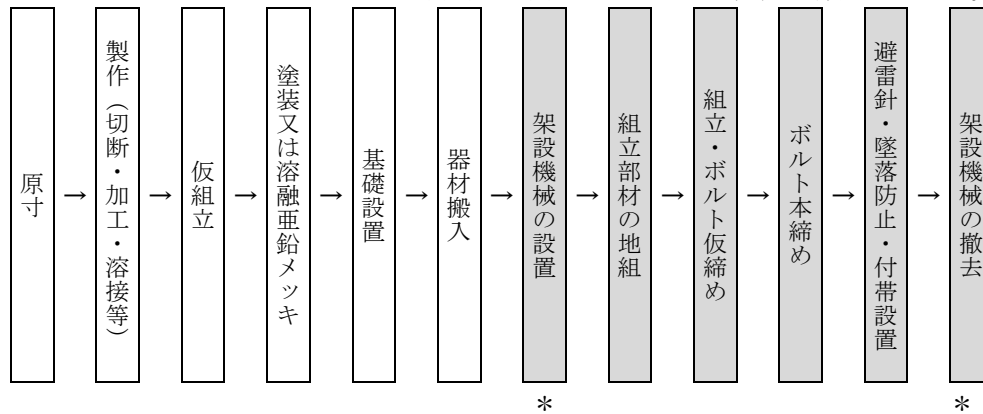 原寸
→
製作（切断・加工・溶接等）
→
仮組立
→
塗装又は溶融亜鉛メッキ
→
基礎設置
→
器材搬入
→
架設機械の設置
→
組立部材の地組
→
組立・ボルト仮締め
→
ボルト本締め
→
避雷針・墜落防止・付帯設置
→
架設機械の撤去
＊
＊